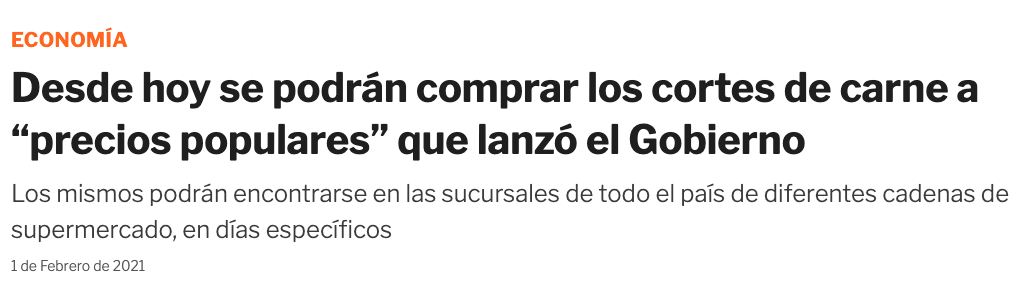 ECONOMÍA
Desde hoy se podrán comprar los cortes de carne a
“precios populares” que lanzó el Gobierno
Los mismos podrán encontrarse en las sucursales de todo el país de diferentes cadenas de
supermercado, en días específicos
1 de Febrero de 2021